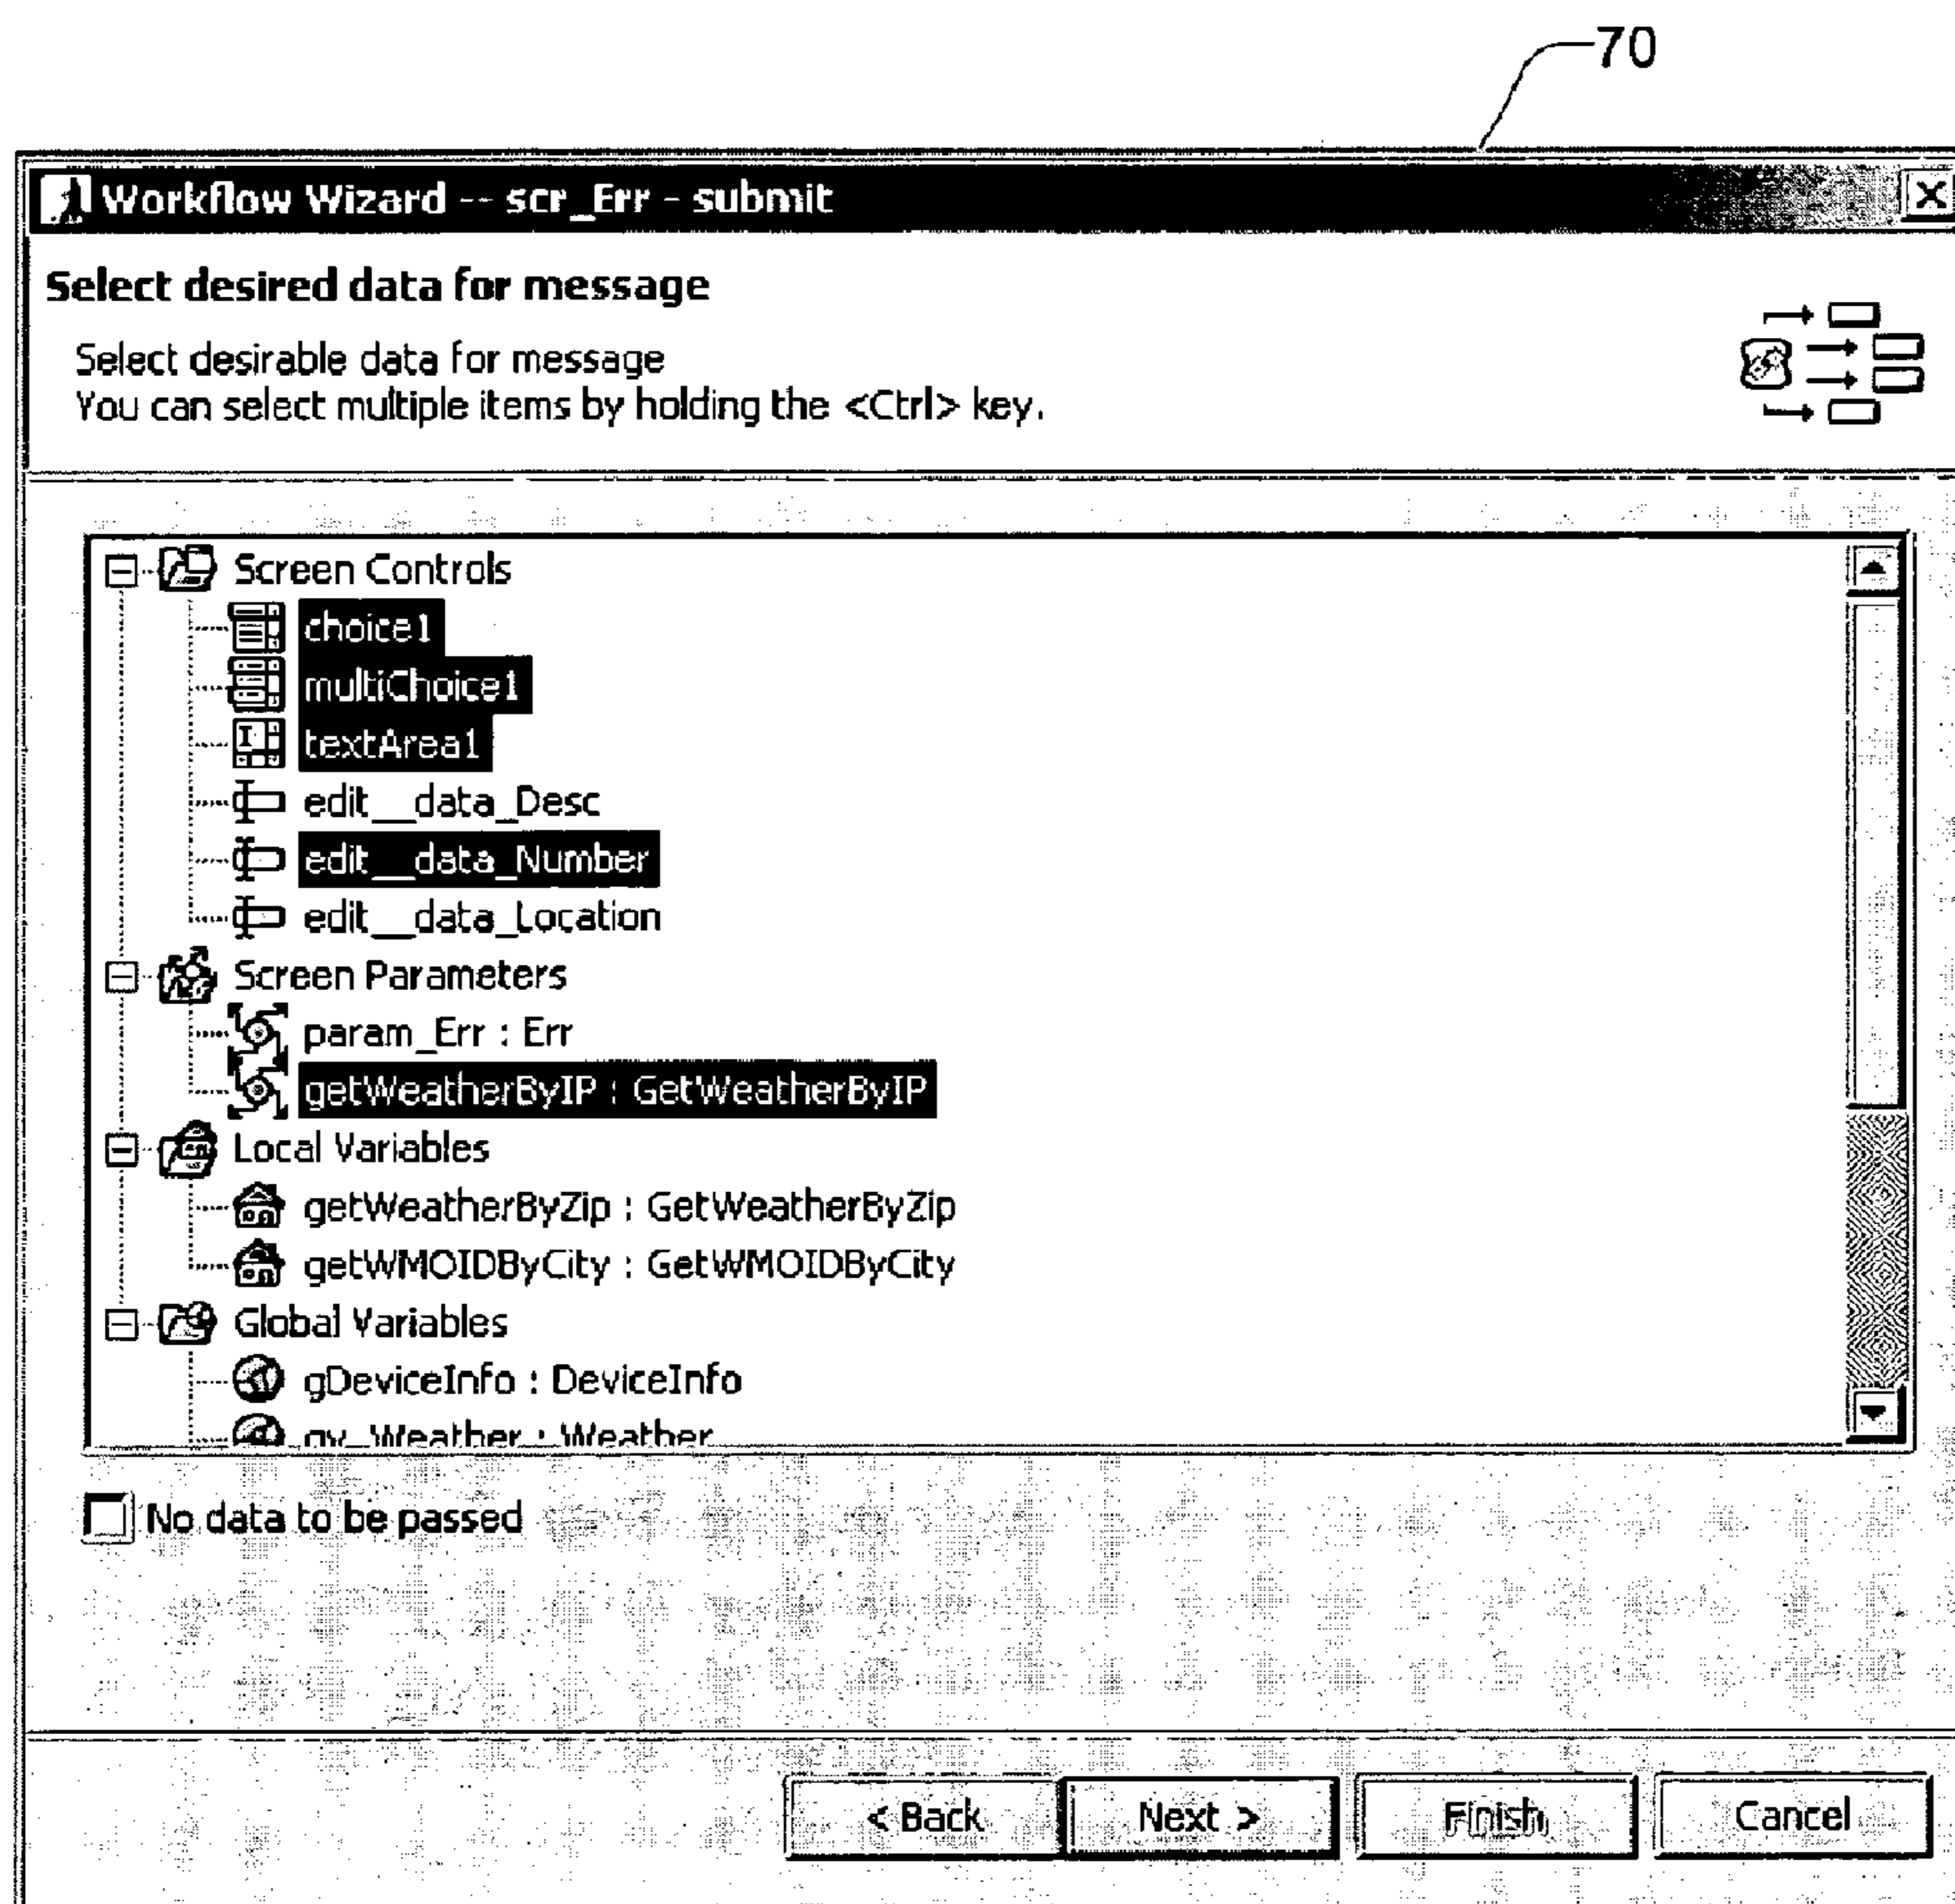 70
Workflow Wizard -- scr_Err - submit
Select desired data for message
Select desirable data for message
You can select multiple items by holding the <Ctrl> key.
Screen Controls
choice1
multiChoice1
textArea1
edit__data_Desc
edit__data_Number
edit__data_Location
Screen Parameters
param_Err : Err
getWeatherByIP : GetWeatherByIP
Local Variables
getWeatherByZip : GetWeatherByZip
getWMOIDByCity : GetWMOIDByCity
Global Variables
gDeviceInfo : DeviceInfo
gv_Weather : Weather
No data to be passed
< Back
Next >
Finish
Cancel